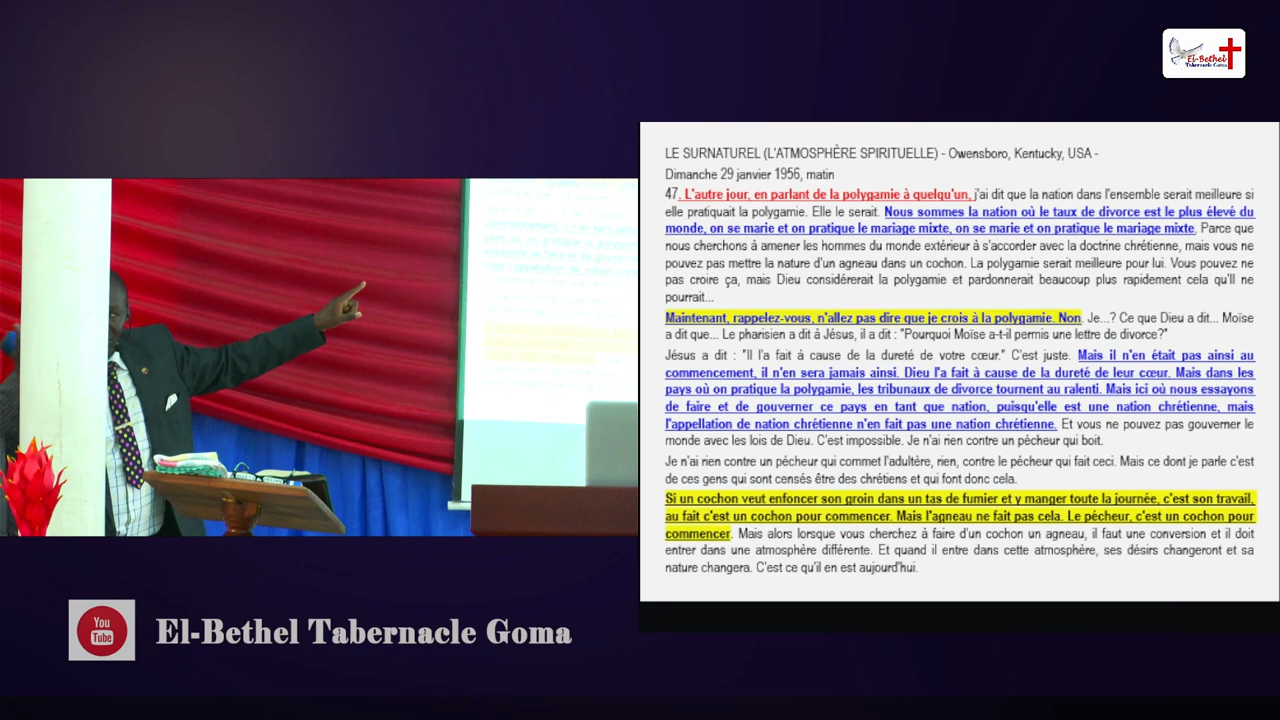 El-Bethel
Tabernacle Goma
LE SURNATUREL (L'ATMOSPHÈRE SPIRITUELLE) - Owensboro, Kentucky, USA -
Dimanche 29 janvier 1956, matin
47. L'autre jour, en parlant de la polygamie à quelqu'un, j'ai dit que la nation dans l'ensemble serait meilleure si
elle pratiquait la polygamie. Elle le serait. Nous sommes la nation où le taux de divorce est le plus élevé du
monde, on se marie et on pratique le mariage mixte, on se marie et on pratique le mariage mixte. Parce que
nous cherchons à amener les hommes du monde extérieur à s'accorder avec la doctrine chrétienne, mais vous ne
pouvez pas mettre la nature d'un agneau dans un cochon. La polygamie serait meilleure pour lui. Vous pouvez ne
pas croire ça, mais Dieu considérerait la polygamie et pardonnerait beaucoup plus rapidement cela qu'Il ne
pourrait...
Maintenant, rappelez-vous, n'allez pas dire que je crois à la polygamie. Non. Je...? Ce que Dieu a dit... Moïse
a dit que... Le pharisien a dit à Jésus, il a dit : "Pourquoi Moïse a-t-il permis une lettre de divorce?"
Jésus a dit : "Il l'a fait à cause de la dureté de votre cœur." C'est juste. Mais il n'en était pas ainsi au
commencement, il n'en sera jamais ainsi. Dieu l'a fait à cause de la dureté de leur cœur. Mais dans les
pays où on pratique la polygamie, les tribunaux de divorce tournent au ralenti. Mais ici où nous essayons
de faire et de gouverner ce pays en tant que nation, puisqu'elle est une nation chrétienne, mais
l'appellation de nation chrétienne n'en fait pas une nation chrétienne. Et vous ne pouvez pas gouverner le
monde avec les lois de Dieu. C'est impossible. Je n'ai rien contre un pécheur qui boit.
Je n'ai rien contre un pécheur qui commet l'adultère, rien, contre le pécheur qui fait ceci. Mais ce dont je parle c'est
de ces gens qui sont censés être des chrétiens et qui font donc cela.
Si un cochon veut enfoncer son groin dans un tas de fumier et y manger toute la journée, c'est son travail,
au fait c'est un cochon pour commencer. Mais l'agneau ne fait pas cela. Le pécheur, c'est un cochon pour
commencer. Mais alors lorsque vous cherchez à faire d'un cochon un agneau, il faut une conversion et il doit
entrer dans une atmosphère différente. Et quand il entre dans cette atmosphère, ses désirs changeront et sa
nature changera. C'est ce qu'il en est aujourd'hui.
You
Tube
El-Bethel Tabernacle Goma